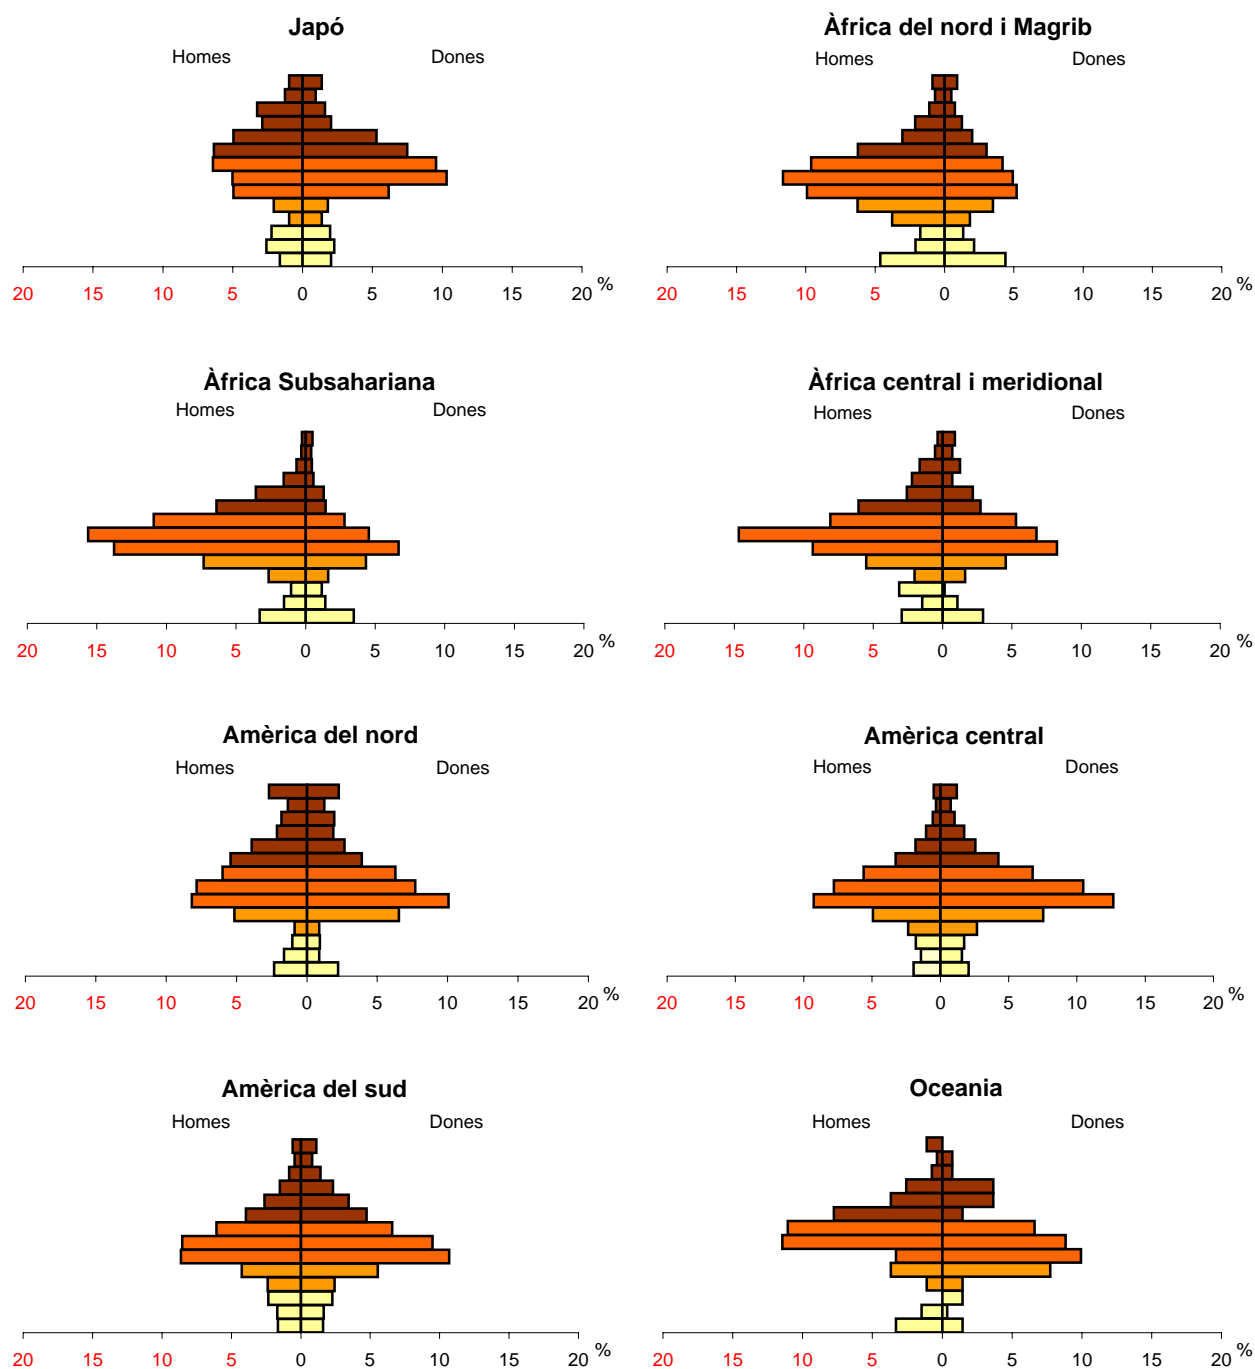 Japó
Homes Dones
20 15 10 5 0 5 10 15 20 %
Àfrica del nord i Magrib
Homes Dones
20 15 10 5 0 5 10 15 20 %
Àfrica Subsahariana
Homes Dones
20 15 10 5 0 5 10 15 20 %
Àfrica central i meridional
Homes Dones
20 15 10 5 0 5 10 15 20 %
Amèrica del nord
Homes Dones
20 15 10 5 0 5 10 15 20 %
Amèrica central
Homes Dones
20 15 10 5 0 5 10 15 20 %
Amèrica del sud
Homes Dones
20 15 10 5 0 5 10 15 20 %
Oceania
Homes Dones
20 15 10 5 0 5 10 15 20 %